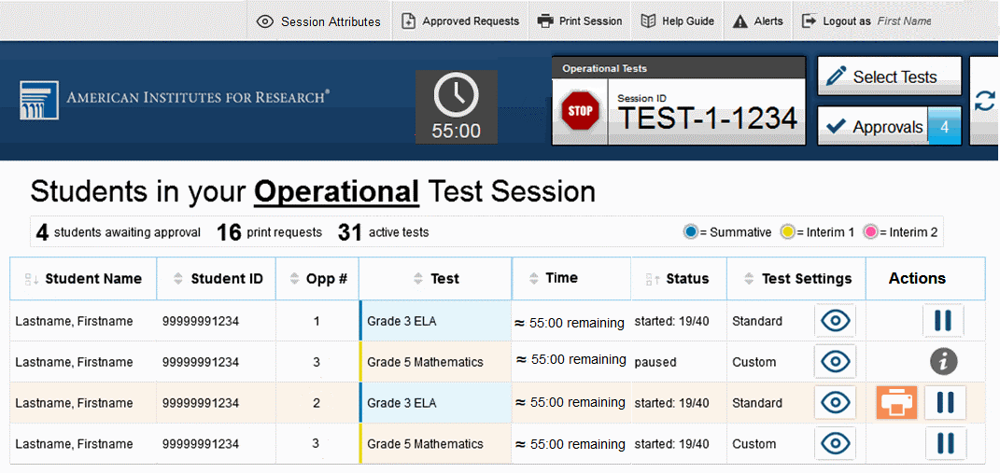 Session Attributes Approved Requests Print Session Help Guide Alerts Logout as First Name
AMERICAN INSTITUTES FOR RESEARCH®
55:00
Operational Tests
STOP
Session ID
TEST-1-1234
Select Tests
Approvals 4
Students in your Operational Test Session
4 students awaiting approval 16 print requests 31 active tests = Summative = Interim 1 = Interim 2
Student Name Student ID Opp # Test Time Status Test Settings Actions
Lastname, Firstname 99999991234 1 Grade 3 ELA ≈ 55:00 remaining started: 19/40 Standard
Lastname, Firstname 99999991234 3 Grade 5 Mathematics ≈ 55:00 remaining paused Custom i
Lastname, Firstname 99999991234 2 Grade 3 ELA ≈ 55:00 remaining started: 19/40 Standard
Lastname, Firstname 99999991234 3 Grade 5 Mathematics ≈ 55:00 remaining started: 19/40 Custom